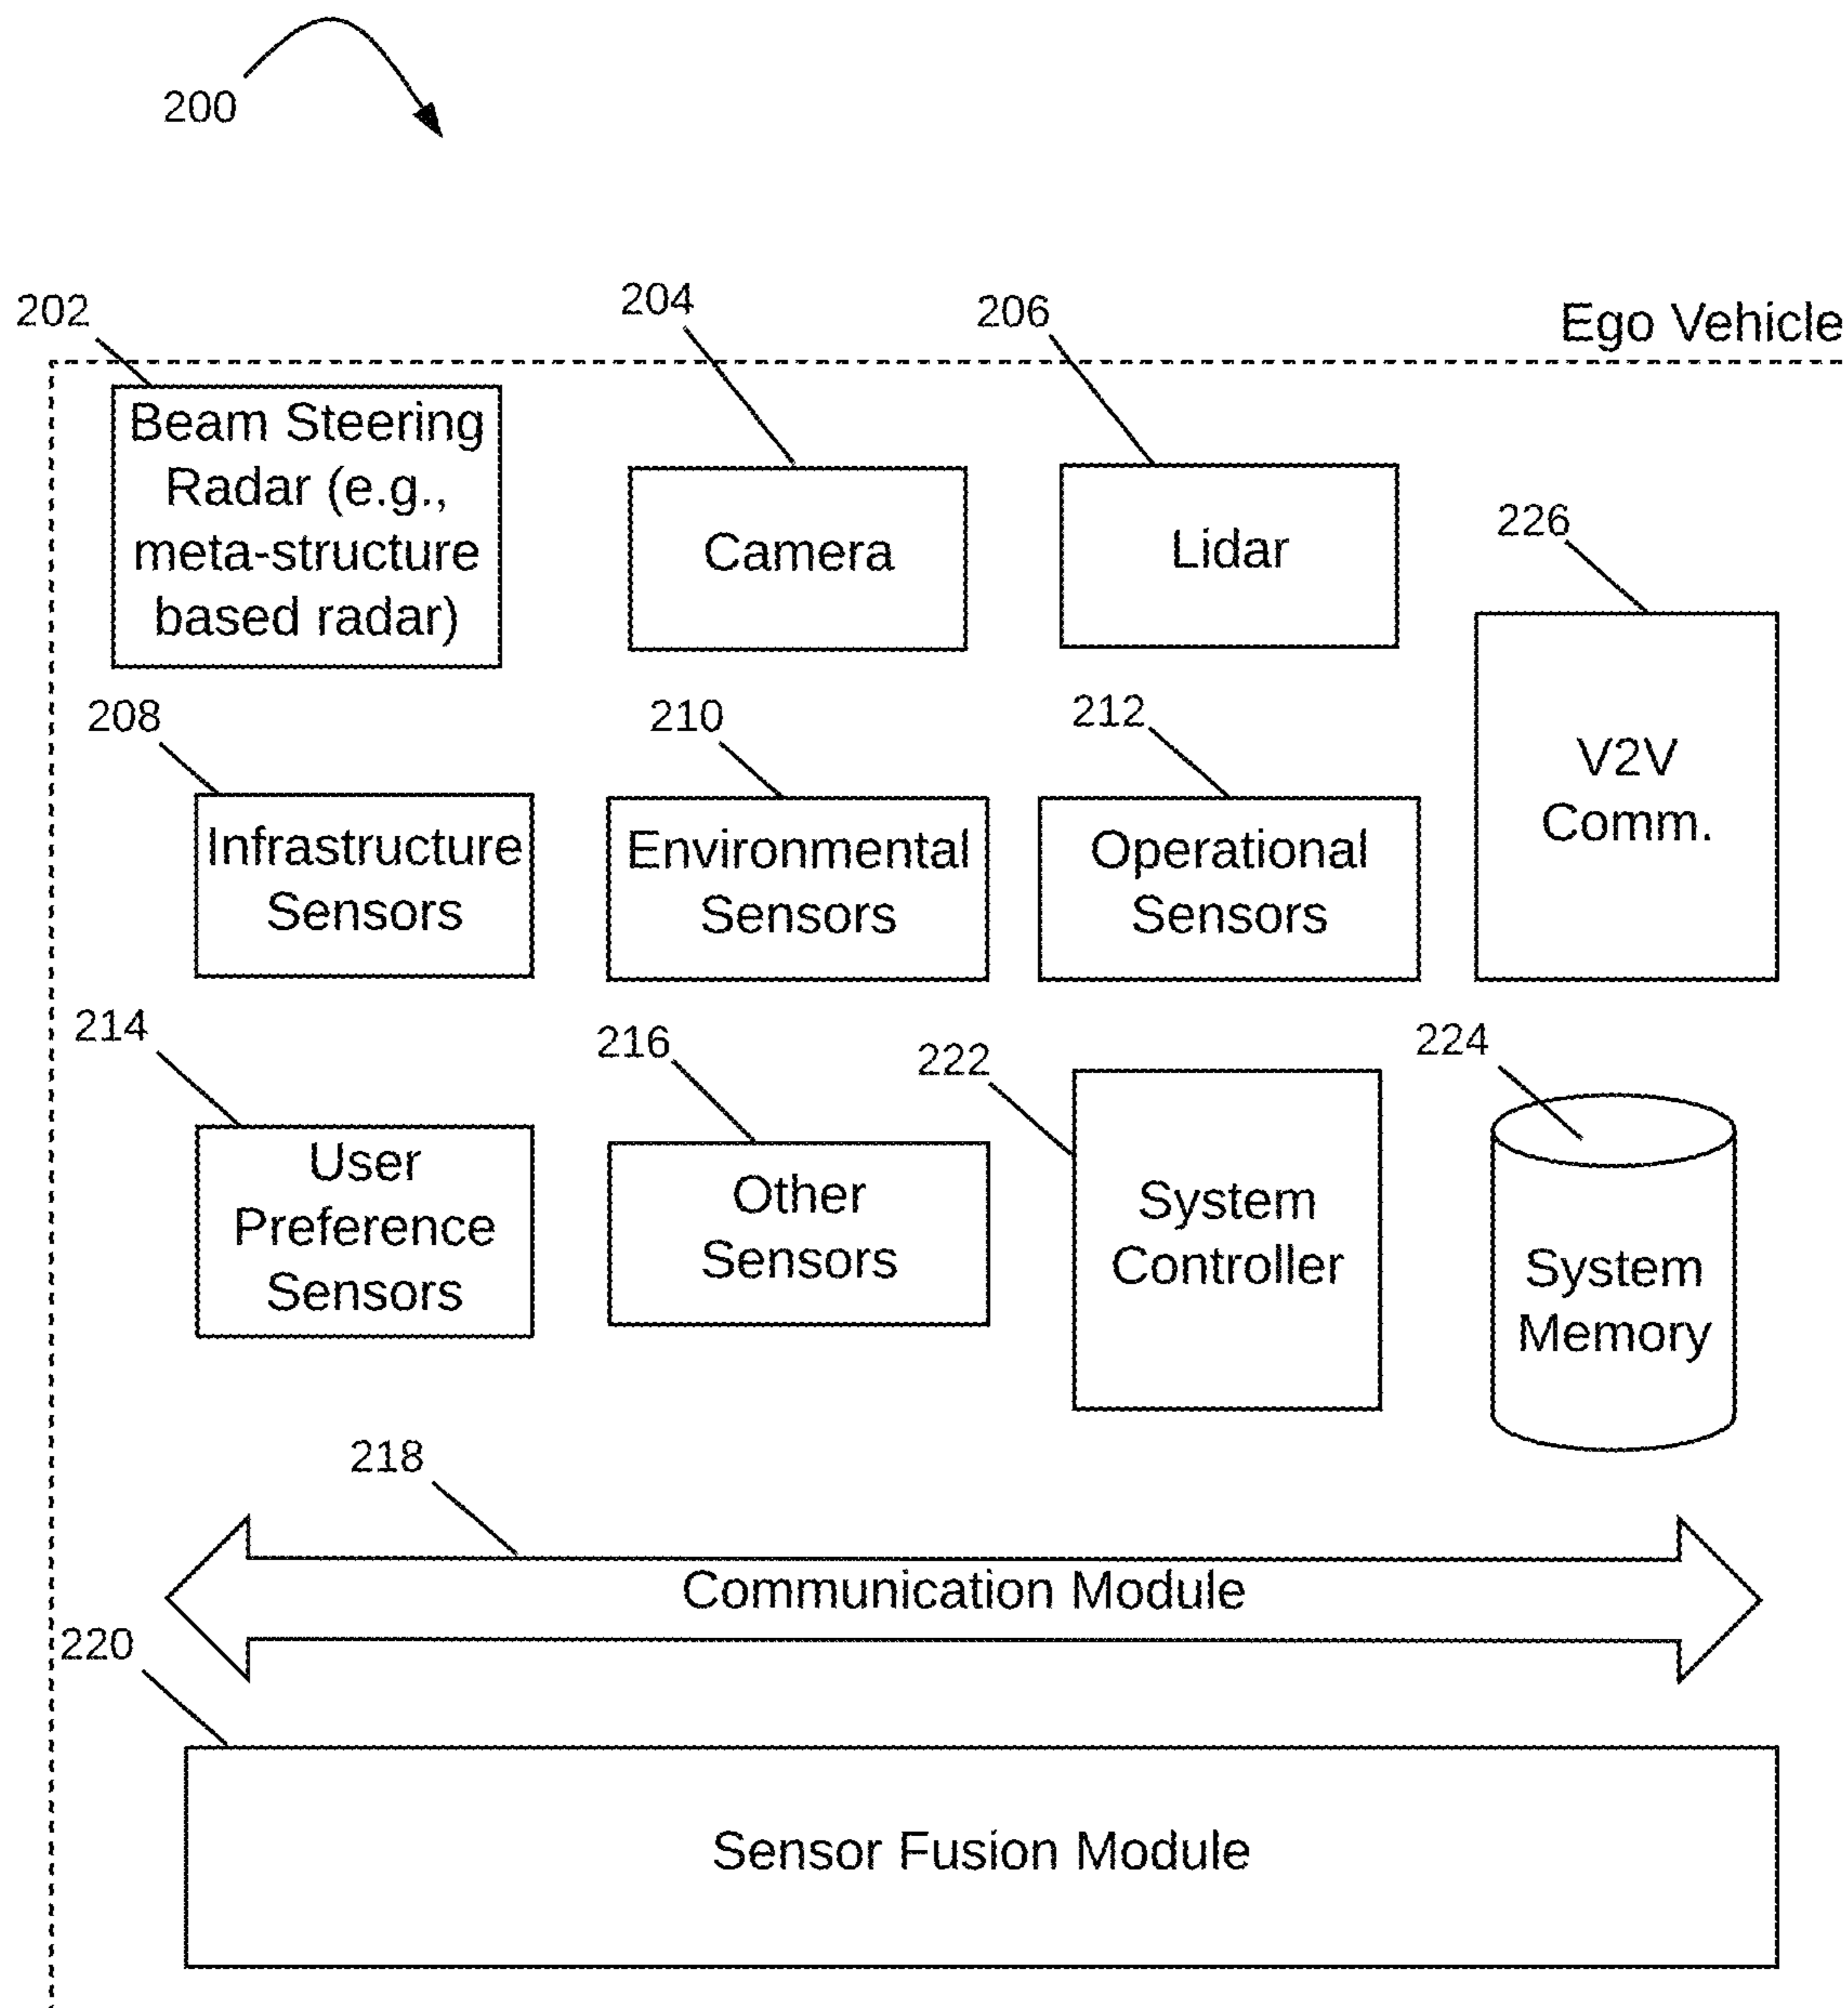 200
202
204
206
Ego Vehicle
Beam Steering
Radar (e.g.,
meta-structure
based radar)
Camera
Lidar
226
V2V
Comm.
208
210
212
Infrastructure
Sensors
Environmental
Sensors
Operational
Sensors
214
216
222
224
User
Preference
Sensors
Other
Sensors
System
Controller
System
Memory
218
Communication Module
220
Sensor Fusion Module